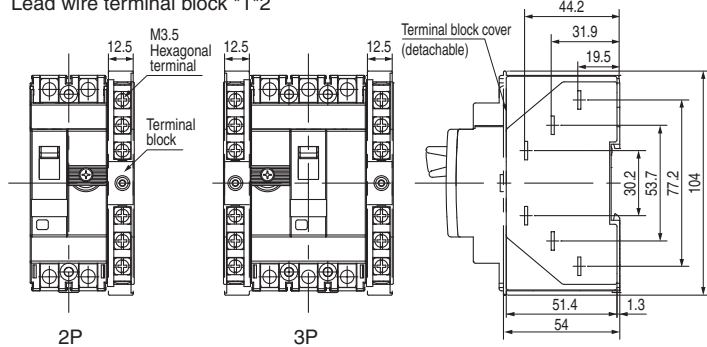 Lead wire terminal block *1*2
12.5
M3.5
Hexagonal
terminal
Terminal
block
2P
12.5
12.5
3P
Terminal block cover
(detachable)
44.2
31.9
19.5
30.2
53.7
77.2
104
51.4
1.3
54